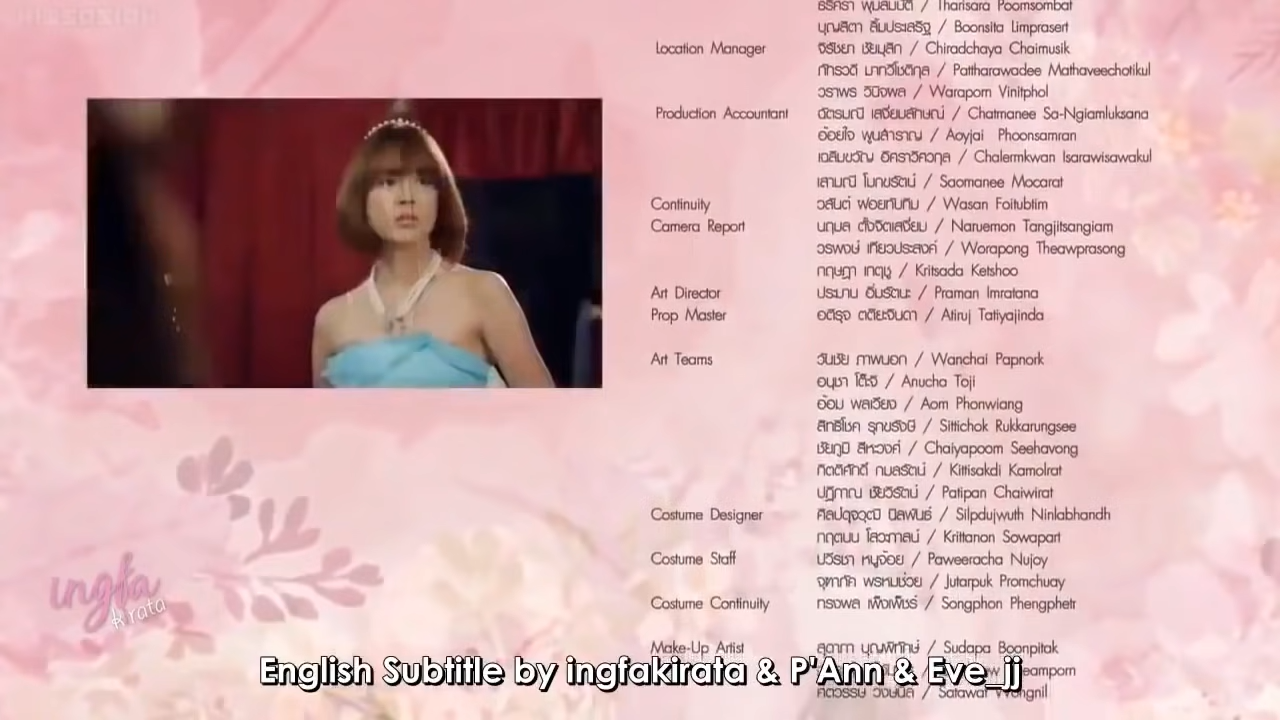 ธริศรา พูมสมบัติ / Tharisara Poomsombat
บุญสิตา ลิ้มประเสริฐ / Boonsita Limprasert
Location Manager จิรัชยา ชัยมุสิก / Chiradchaya Chaimusik
ภัทรวดี มาทวีโชติกุล / Pattharawadee Mathaveechotikul
วราพร วินิจผล / Waraporn Vinitphol
Production Accountant ฉัตรมณี เสงี่ยมลักษณ์ / Chatmanee Sa-Ngiamluksana
อ้อยใจ พูนสำราญ / Aoyjai Phoonsamran
เฉลิมขวัญ อิศราวิศวกุล / Chalermkwan Isarawisawakul
เสามณี โมกขรัตน์ / Saomanee Mocarat
Continuity วสันต์ ฟอยทับทิม / Wasan Foitubtim
Camera Report นฤมล ตั้งจิตเสงี่ยม / Naruemon Tangjitsangiam
วรพงษ์ เทียวประสงค์ / Worapong Theawprasong
กฤษฎา เกตุชู / Kritsada Ketshoo
Art Director ประมาน อิ่มรัตนะ / Praman Imratana
Prop Master อติรุจ ตติยะจินดา / Atiruj Tatiyajinda
Art Teams วันชัย ภาพนอก / Wanchai Papnork
อนุชา โต๊ะจิ / Anucha Toji
อ้อม พลเวียง / Aom Phonwiang
สิทธิโชค รุกขรังษี / Sittichok Rukkarungsee
ชัยภูมิ สีหะวงค์ / Chaiyapoom Seehavong
กิตติศักดิ์ กมลรัตน์ / Kittisakdi Kamolrat
ปฏิภาณ ชัยวิรัตน์ / Patipan Chaiwirat
Costume Designer ศิลปดุจวุฒิ นิลพันธ์ / Silpdujwuth Ninlabhandh
กฤตนน โสวภาสน์ / Krittanon Sowapart
Costume Staff ปวีรชา หนูจ้อย / Paweeracha Nujoy
จุฑาภัค พรหมช่วย / Jutarpuk Promchuay
Costume Continuity ทรงพล เพ็งเพ็ชร์ / Songphon Phengphetr
Make-Up Artist สุดาภา บุญพิทักษ์ / Sudapa Boonpitak
ingfa
kirata
English Subtitle by ingfakirata & P'Ann & Eve_jj